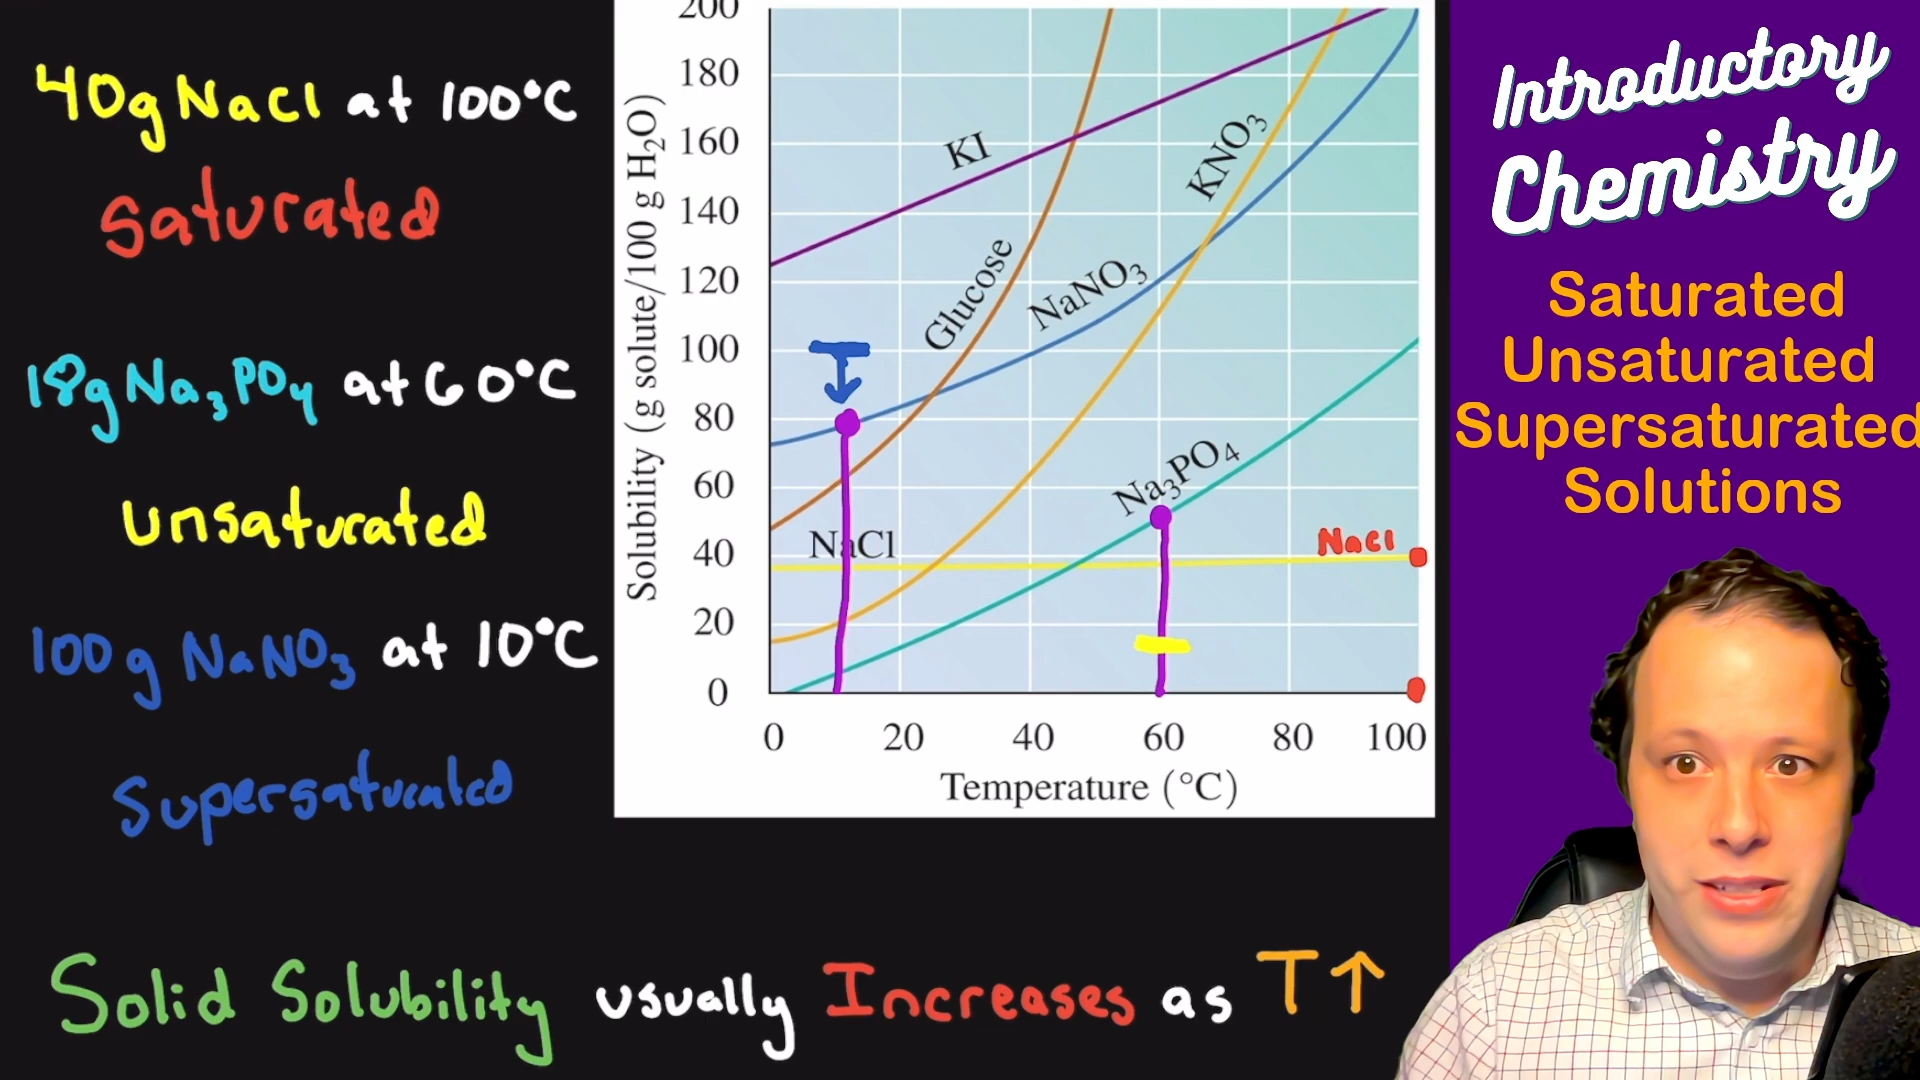 40g NaCl at 100°C
Saturated
18g Na₃PO₄ at 60°C
Unsaturated
100g NaNO₃ at 10°C
Supersaturated
Solid Solubility usually Increases as T↑
Solubility (g solute/100 g H₂O)
200
180
160
140
120
100
80
60
40
20
0
KI
KNO₃
Glucose
NaNO₃
Na₃PO₄
NaCl
NaCl
0 20 40 60 80 100
Temperature (°C)
Introductory
Chemistry
Saturated
Unsaturated
Supersaturated
Solutions